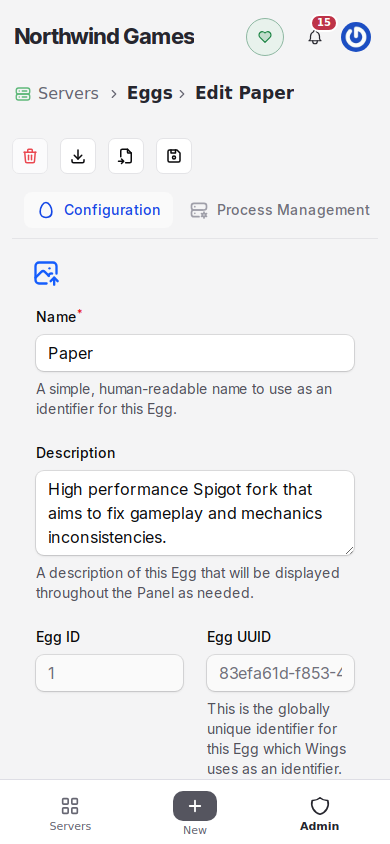 Northwind Games
15
Servers > Eggs > Edit Paper
Configuration
Process Management
Name*
Paper
A simple, human-readable name to use as an
identifier for this Egg.
Description
High performance Spigot fork that
aims to fix gameplay and mechanics
inconsistencies.
A description of this Egg that will be displayed
throughout the Panel as needed.
Egg ID
1
Egg UUID
83efa61d-f853-4
This is the globally
unique identifier for
this Egg which Wings
uses as an identifier.
Servers
New
Admin